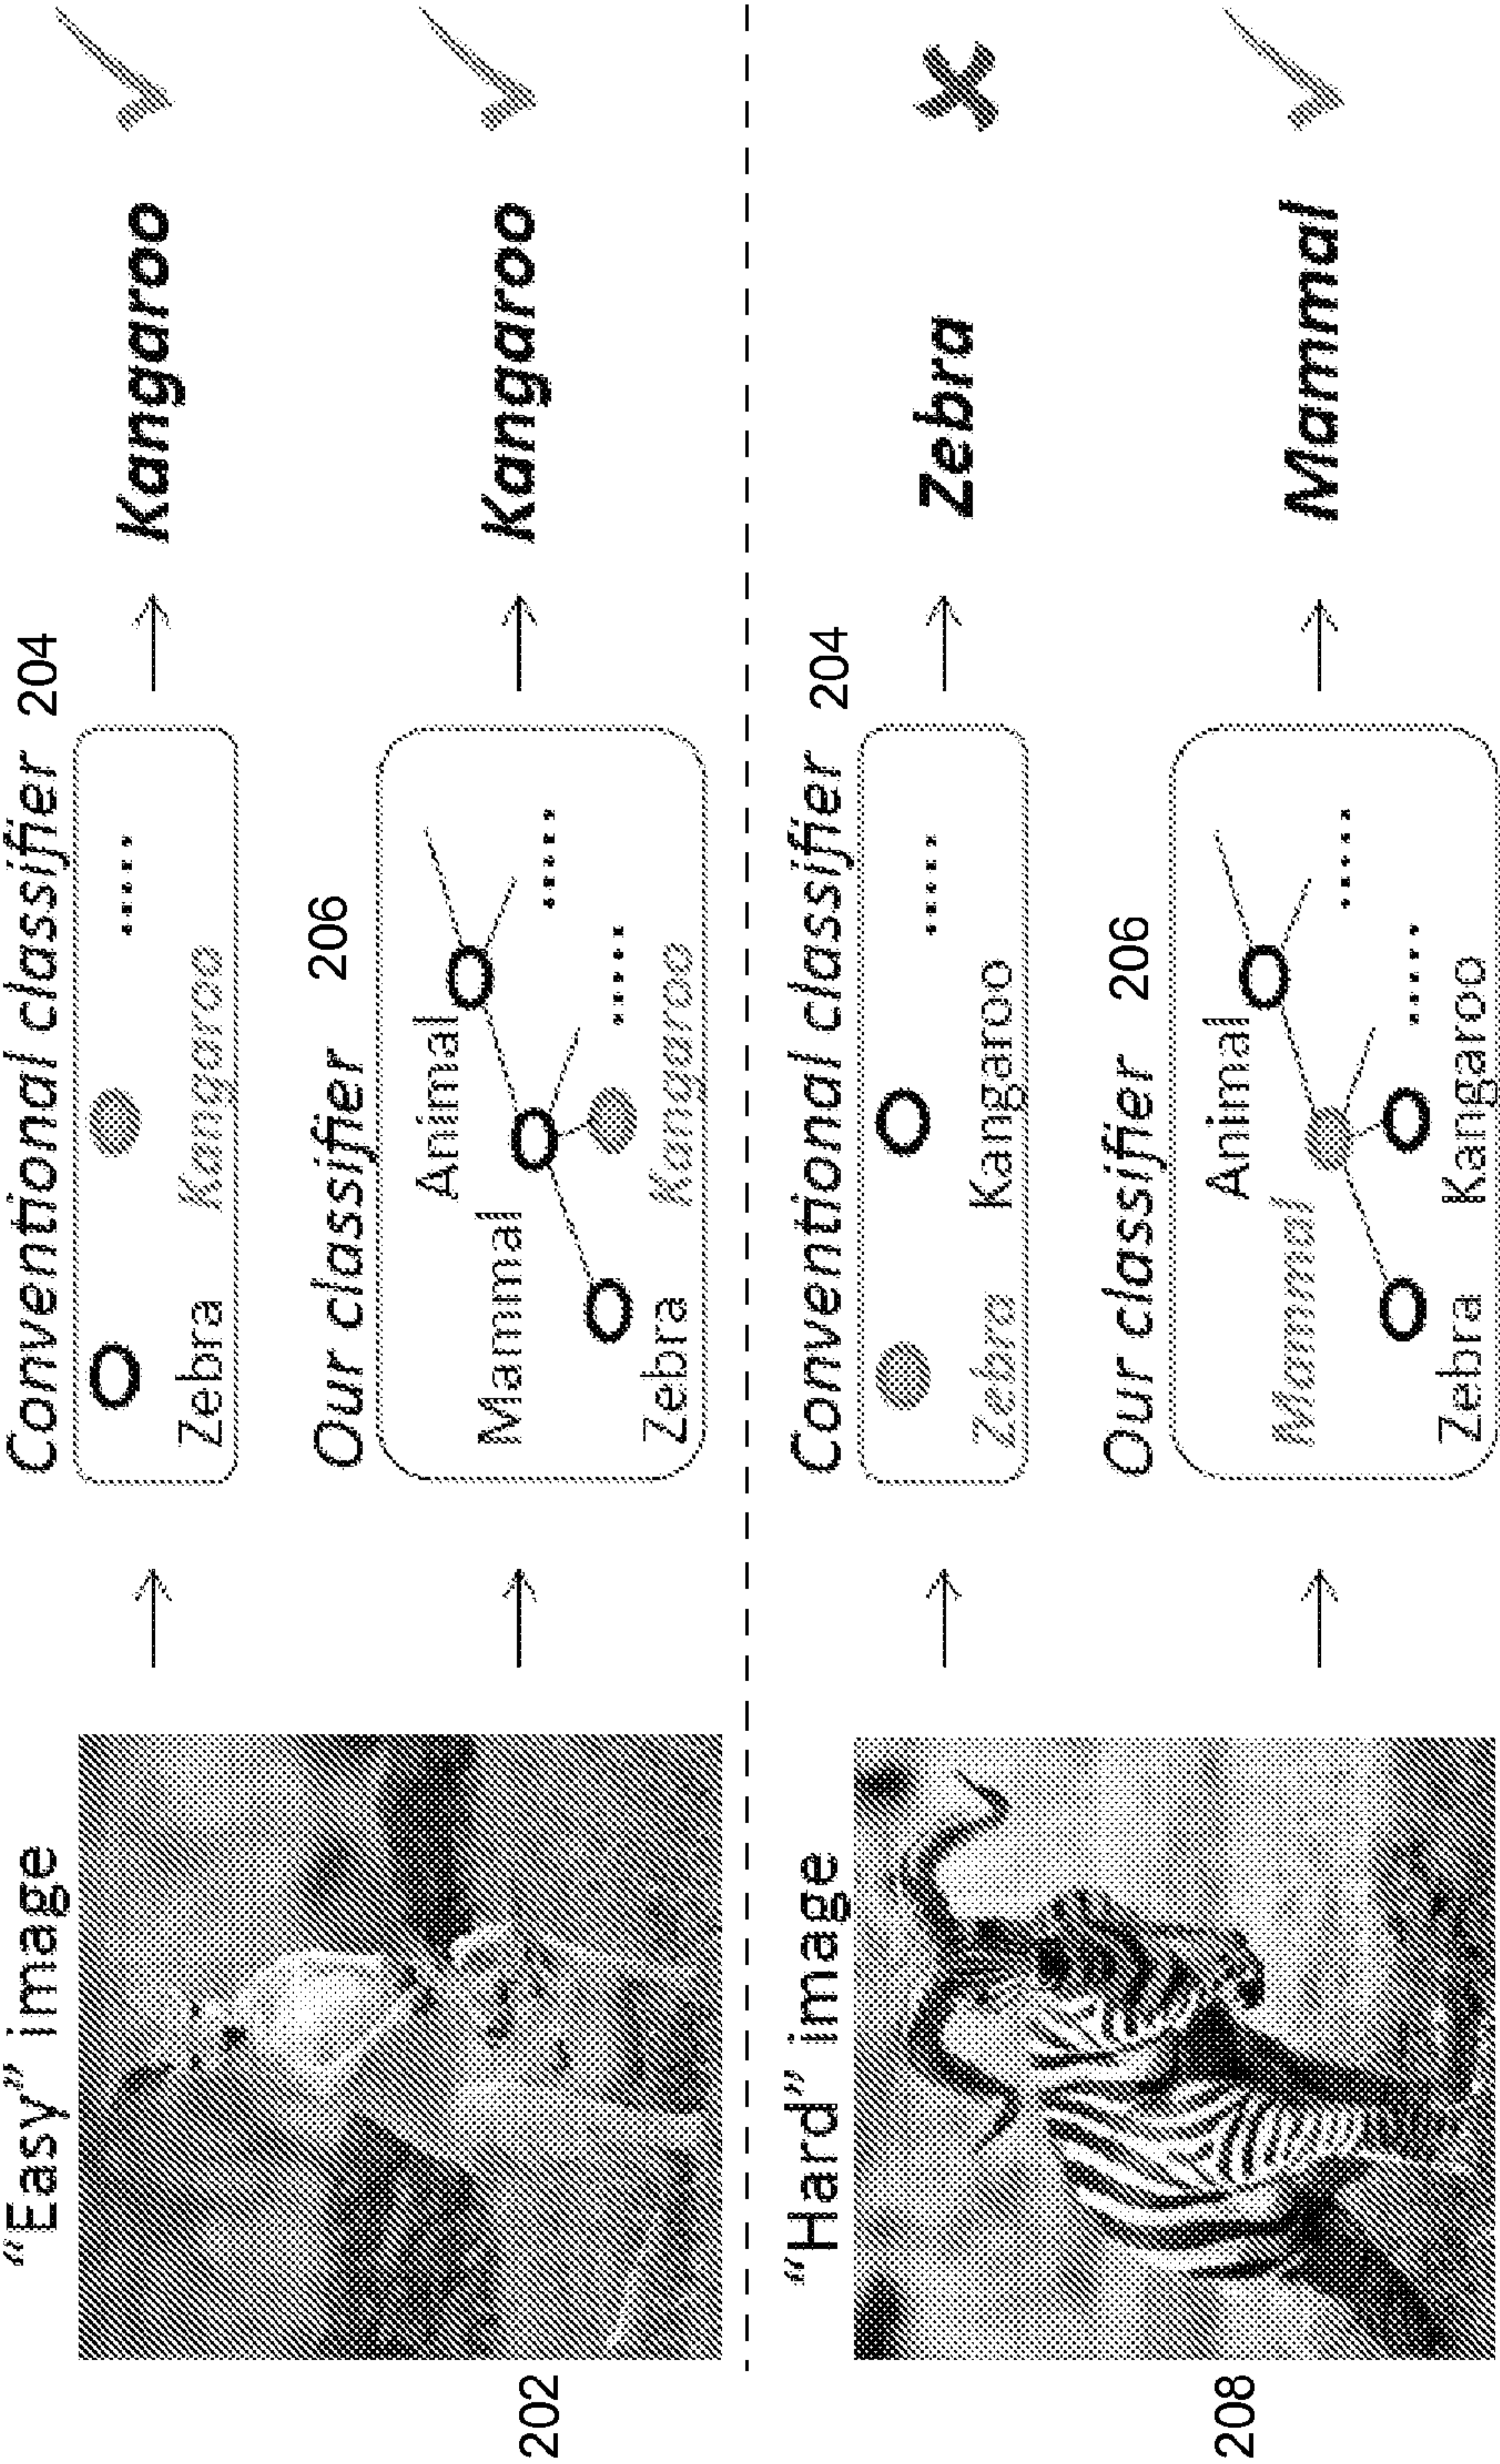 “Easy” image
202
Conventional classifier 204
Zebra Kangaroo
Kangaroo
Our classifier 206
Animal
Mammal
Zebra Kangaroo
Kangaroo
“Hard” image
208
Conventional classifier 204
Zebra Kangaroo
Zebra
Our classifier 206
Animal
Mammal
Zebra Kangaroo
Mammal